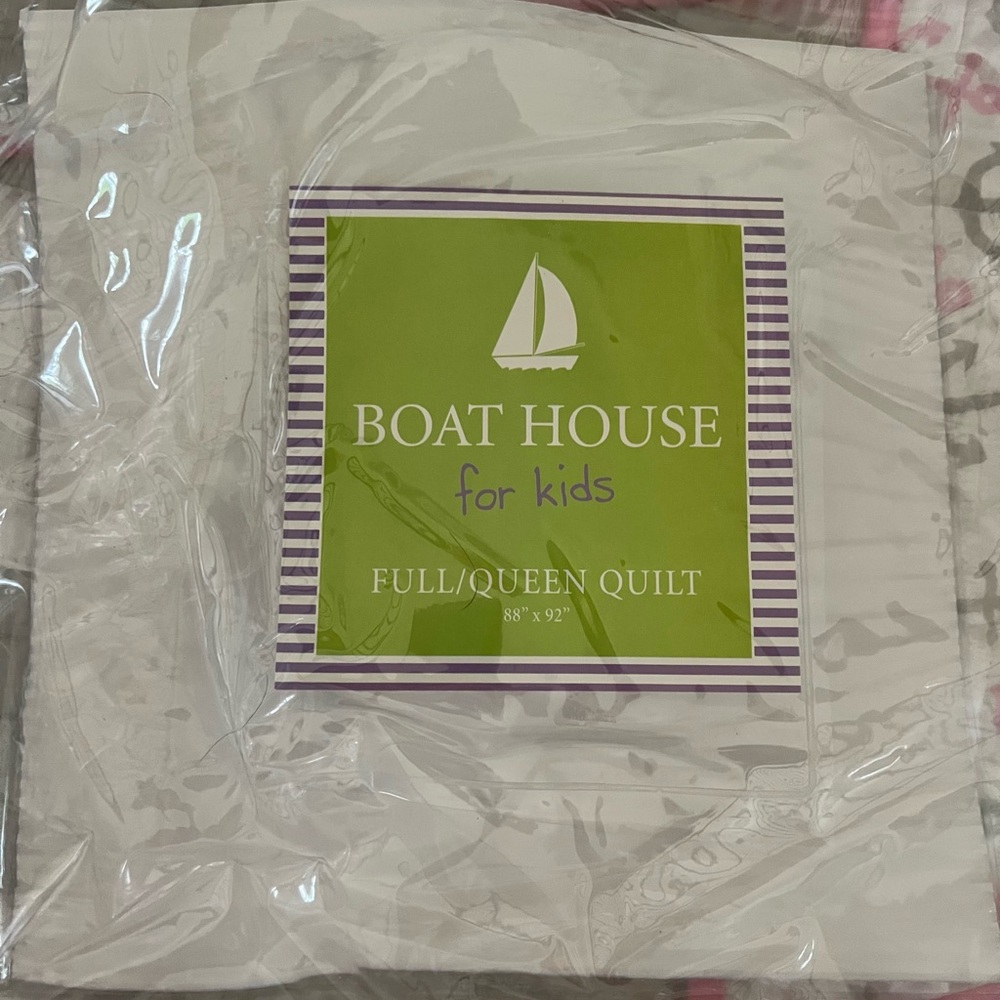 BOAT HOUSE
for kids
FULL/QUEEN QUILT
88” x 92”